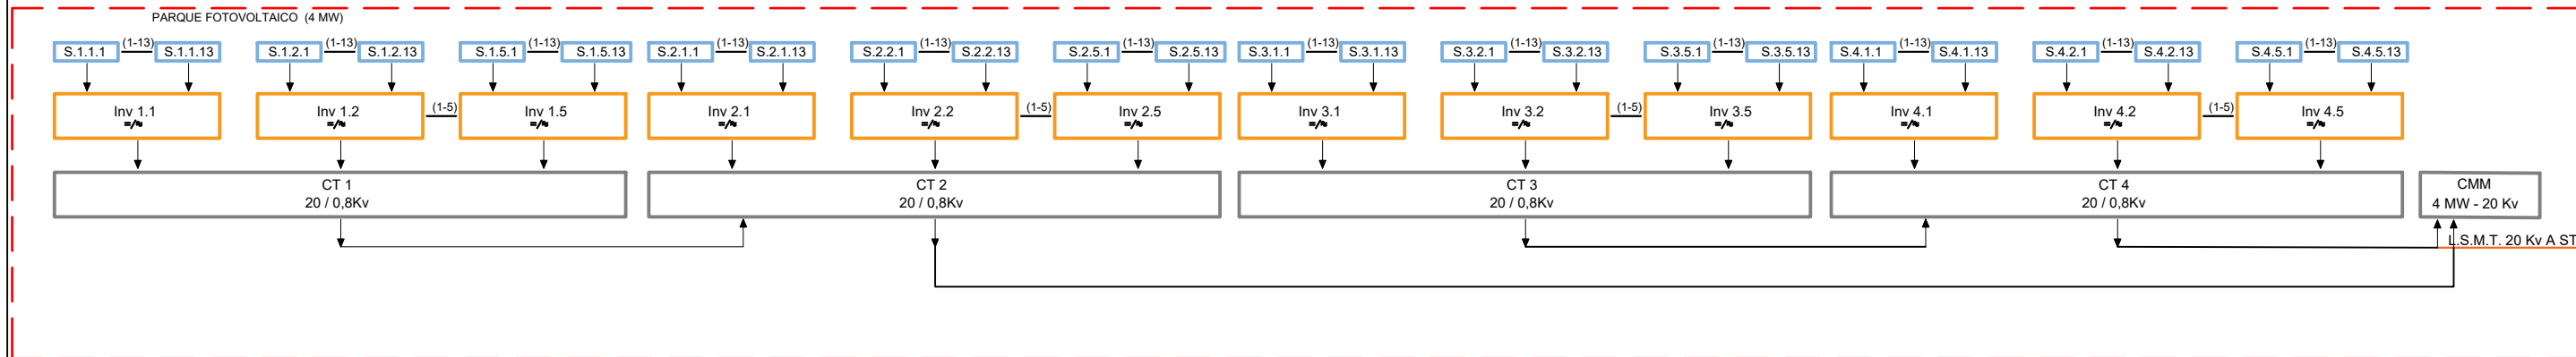 PARQUE FOTOVOLTAICO (4 MW)
S.1.1.1 (1-13) S.1.1.13 S.1.2.1 (1-13) S.1.2.13 S.1.5.1 (1-13) S.1.5.13 S.2.1.1 (1-13) S.2.1.13 S.2.2.1 (1-13) S.2.2.13 S.2.5.1 (1-13) S.2.5.13 S.3.1.1 (1-13) S.3.1.13 S.3.2.1 (1-13) S.3.2.13 S.3.5.1 (1-13) S.3.5.13 S.4.1.1 (1-13) S.4.1.13 S.4.2.1 (1-13) S.4.2.13 S.4.5.1 (1-13) S.4.5.13
Inv 1.1 Inv 1.2 (1-5) Inv 1.5 Inv 2.1 Inv 2.2 (1-5) Inv 2.5 Inv 3.1 Inv 3.2 (1-5) Inv 3.5 Inv 4.1 Inv 4.2 (1-5) Inv 4.5
=/≈ =/≈ =/≈ =/≈ =/≈ =/≈ =/≈ =/≈ =/≈ =/≈ =/≈ =/≈
CT 1 CT 2 CT 3 CT 4 CMM
20 / 0,8Kv 20 / 0,8Kv 20 / 0,8Kv 20 / 0,8Kv 4 MW - 20 Kv
L.S.M.T. 20 Kv A ST